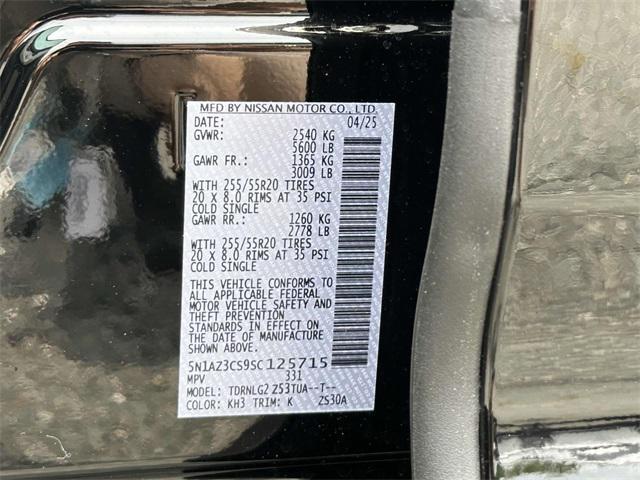 MFD BY NISSAN MOTOR CO., LTD.
DATE: 04/25
GVWR: 2540 KG
5600 LB
GAWR FR.: 1365 KG
3009 LB
WITH 255/55R20 TIRES
20 X 8.0 RIMS AT 35 PSI
COLD SINGLE
GAWR RR.: 1260 KG
2778 LB
WITH 255/55R20 TIRES
20 X 8.0 RIMS AT 35 PSI
COLD SINGLE
THIS VEHICLE CONFORMS TO
ALL APPLICABLE FEDERAL
MOTOR VEHICLE SAFETY AND
THEFT PREVENTION
STANDARDS IN EFFECT ON
THE DATE OF MANUFACTURE
SHOWN ABOVE.
5N1AZ3CS9SC125715
MPV 331
MODEL: TDRNLG2 Z53TUA--T--
COLOR: KH3 TRIM: K ZS30A